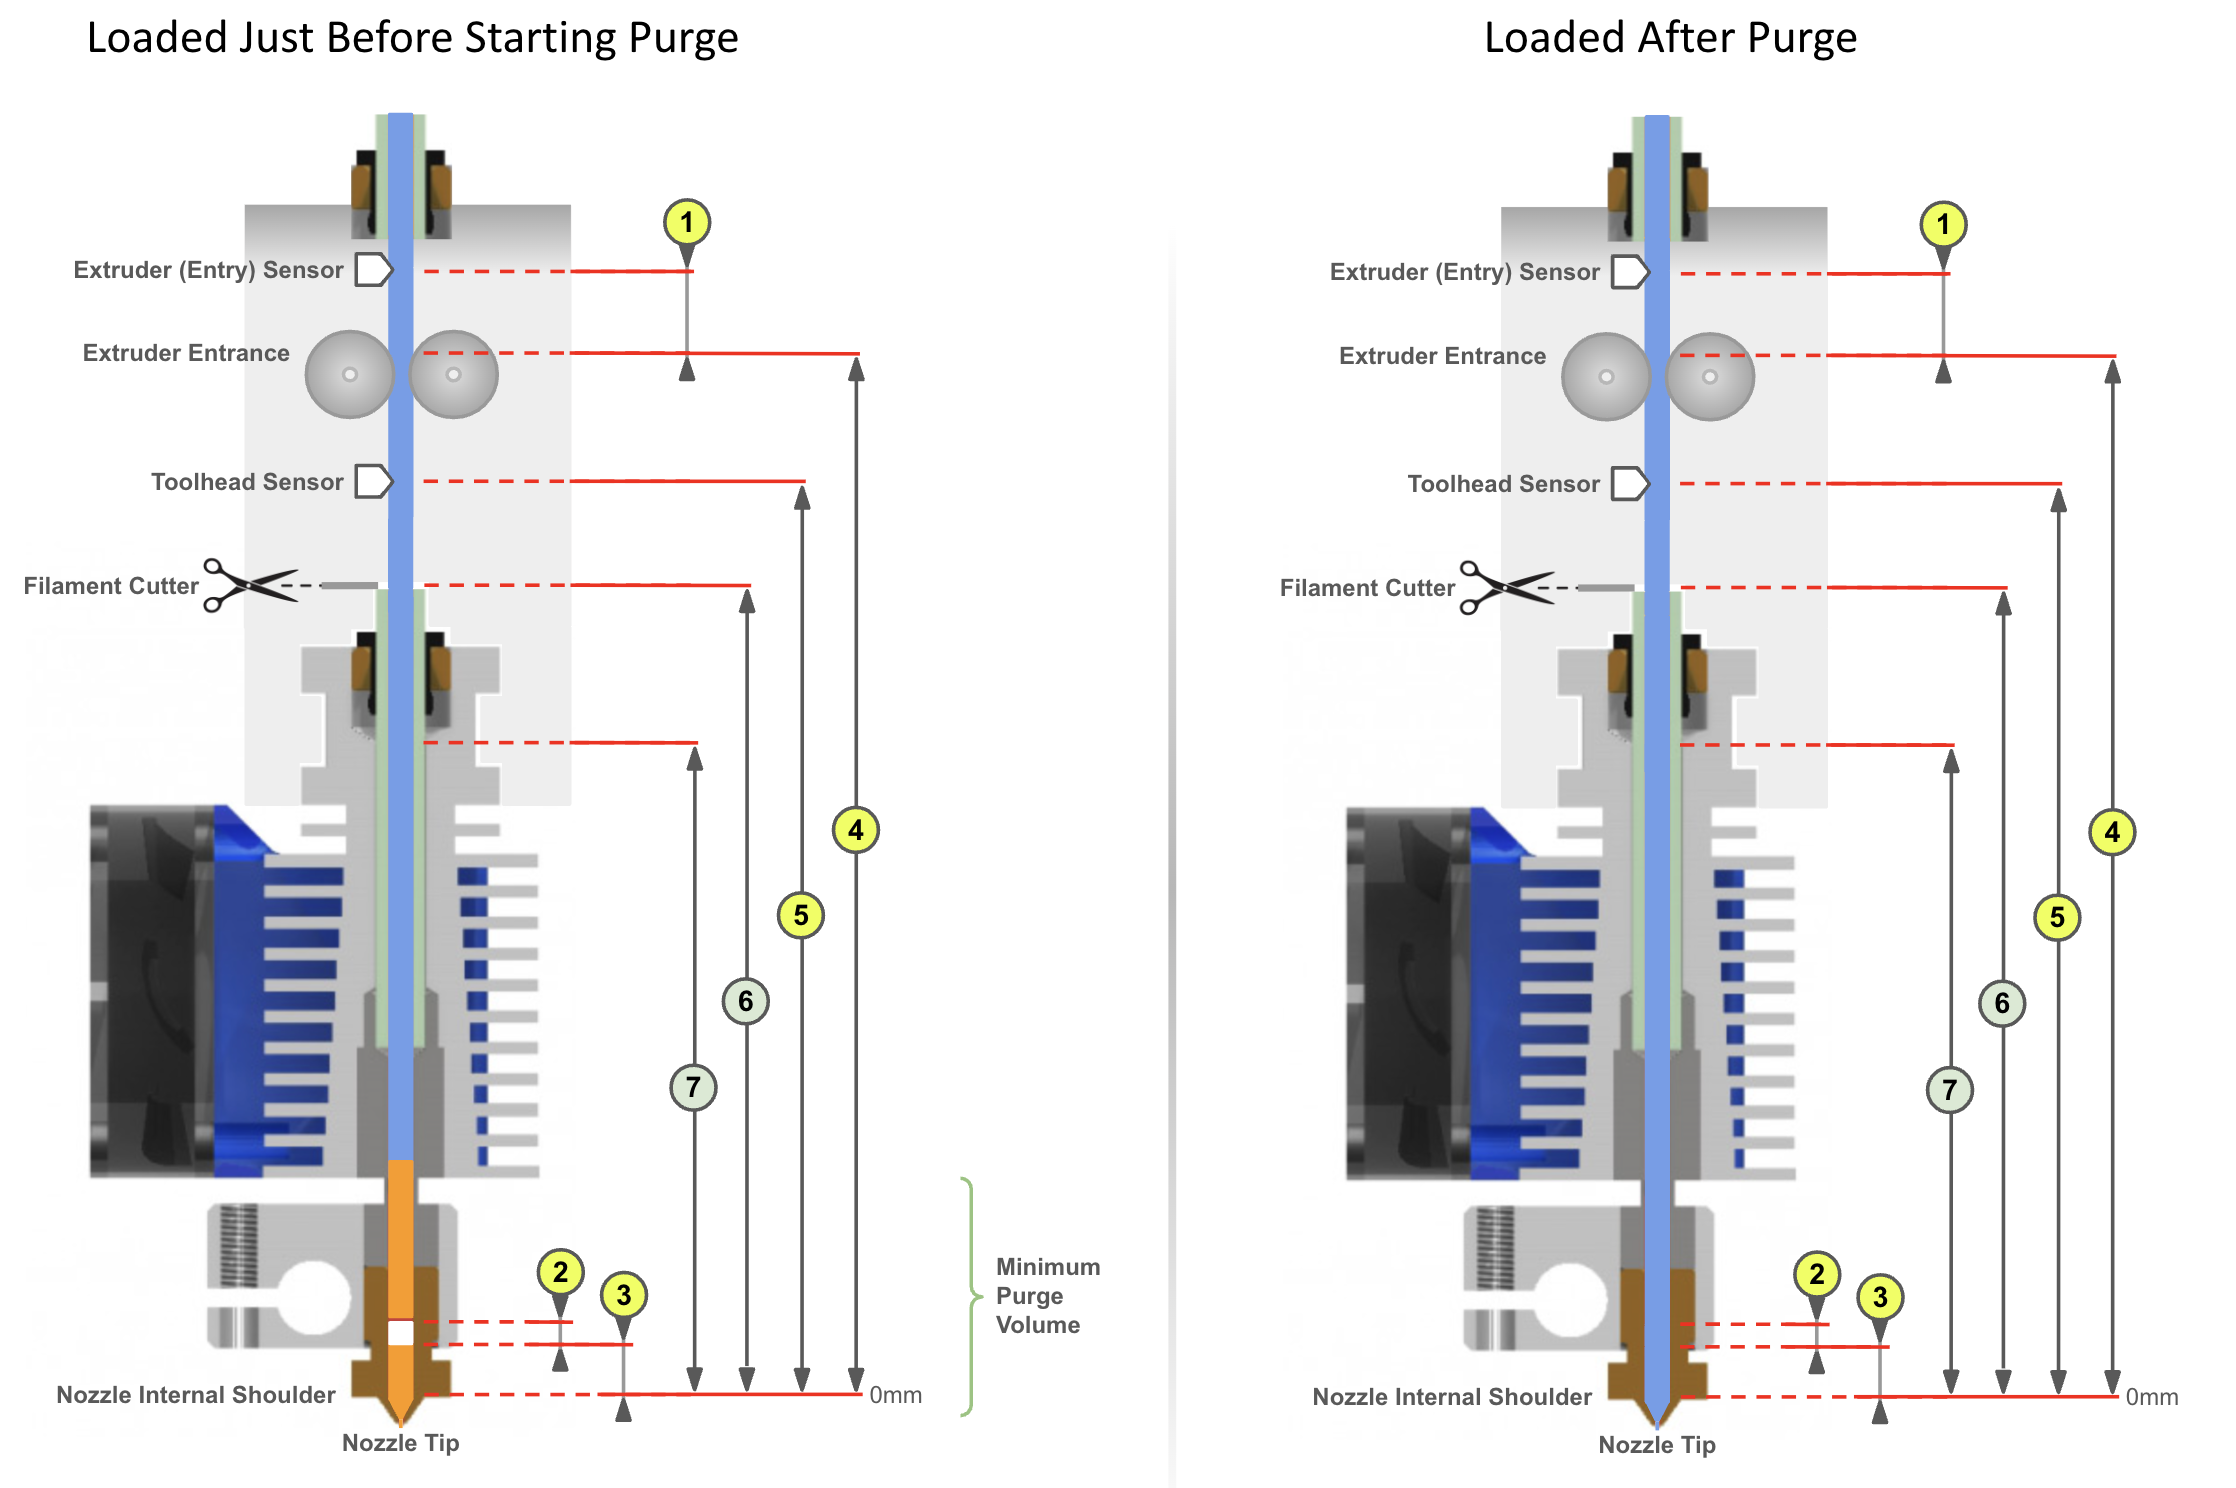 Loaded Just Before Starting Purge
1
Extruder (Entry) Sensor
Extruder Entrance
Toolhead Sensor
Filament Cutter
4
5
6
7
2
3
Minimum
Purge
Volume
Nozzle Internal Shoulder
0mm
Nozzle Tip
Loaded After Purge
1
Extruder (Entry) Sensor
Extruder Entrance
Toolhead Sensor
Filament Cutter
4
5
6
7
2
3
Nozzle Internal Shoulder
0mm
Nozzle Tip